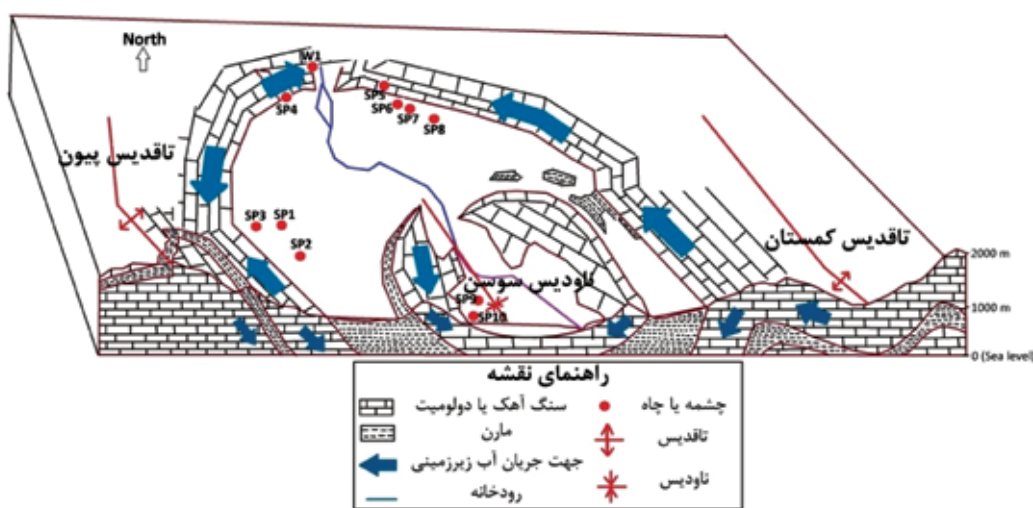 North
W1
SP5
SP6
SP7
SP8
SP4
تاقدیس پیون
SP3
SP1
SP2
تاقدیس کمستان
ناودیس سوسن
SP9
SP10
2000 m
1000 m
0 (Sea level)
راهنمای نقشه
سنگ آهک یا دولومیت
چشمه یا چاه
مارن
تاقدیس
جهت جریان آب زیرزمینی
ناودیس
رودخانه